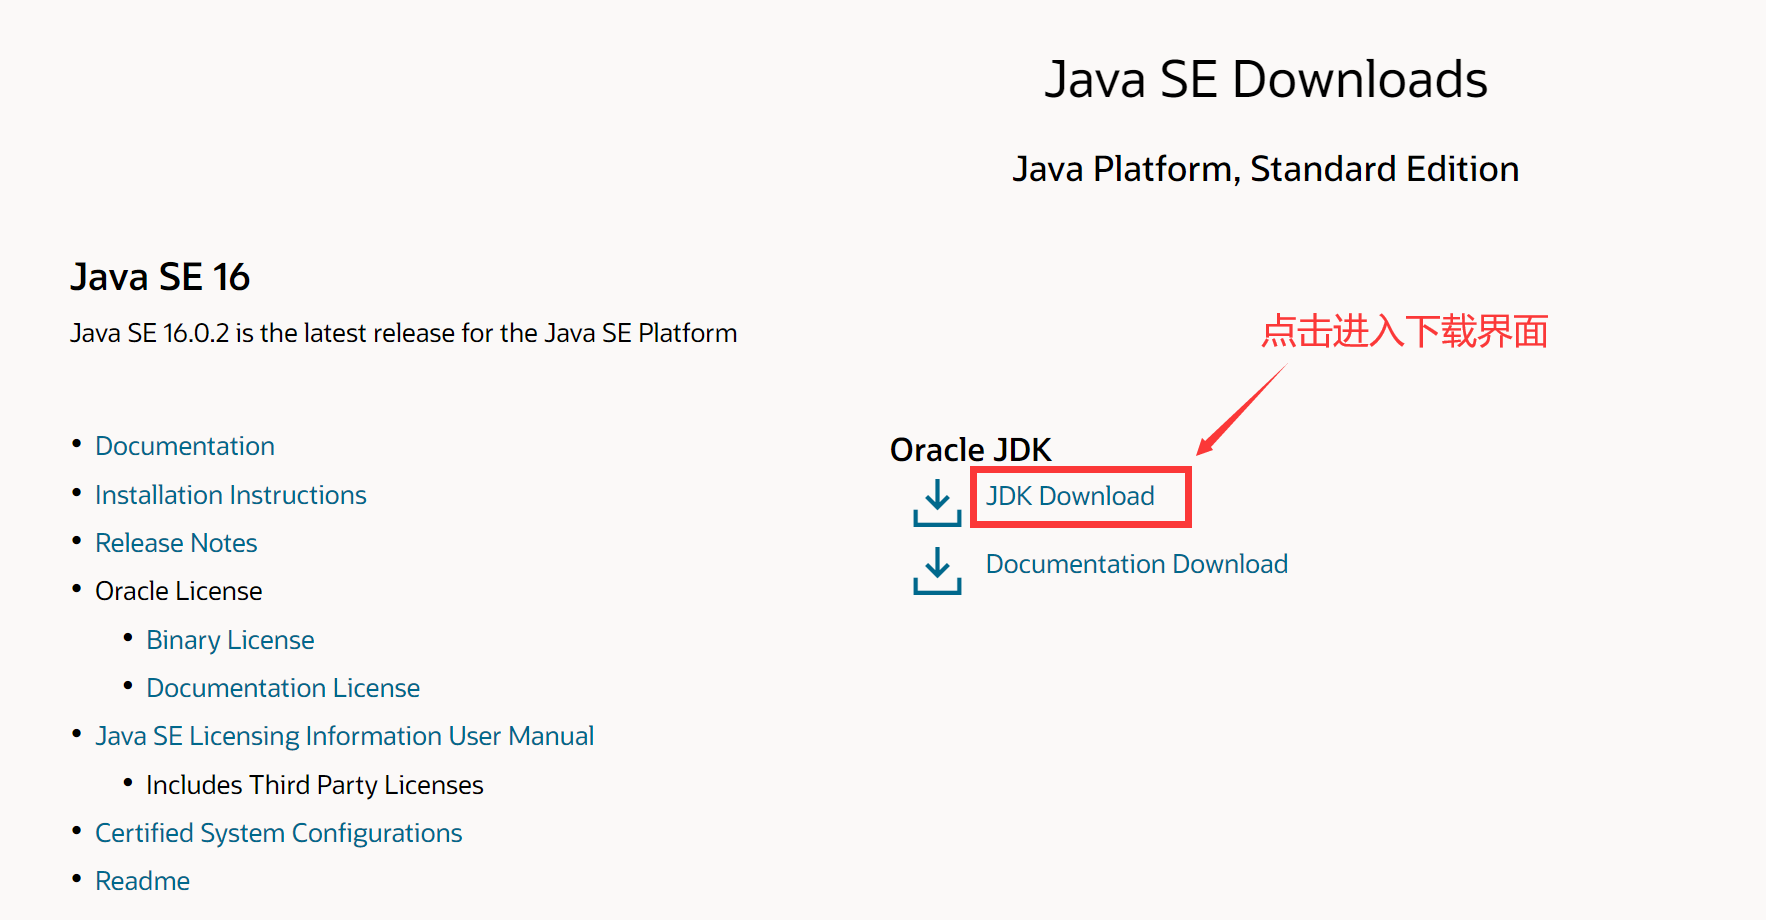 Java SE Downloads
Java Platform, Standard Edition
Java SE 16
Java SE 16.0.2 is the latest release for the Java SE Platform
Documentation
Installation Instructions
Release Notes
Oracle License
Binary License
Documentation License
Java SE Licensing Information User Manual
Includes Third Party Licenses
Certified System Configurations
Readme
点击进入下载界面
Oracle JDK
JDK Download
Documentation Download